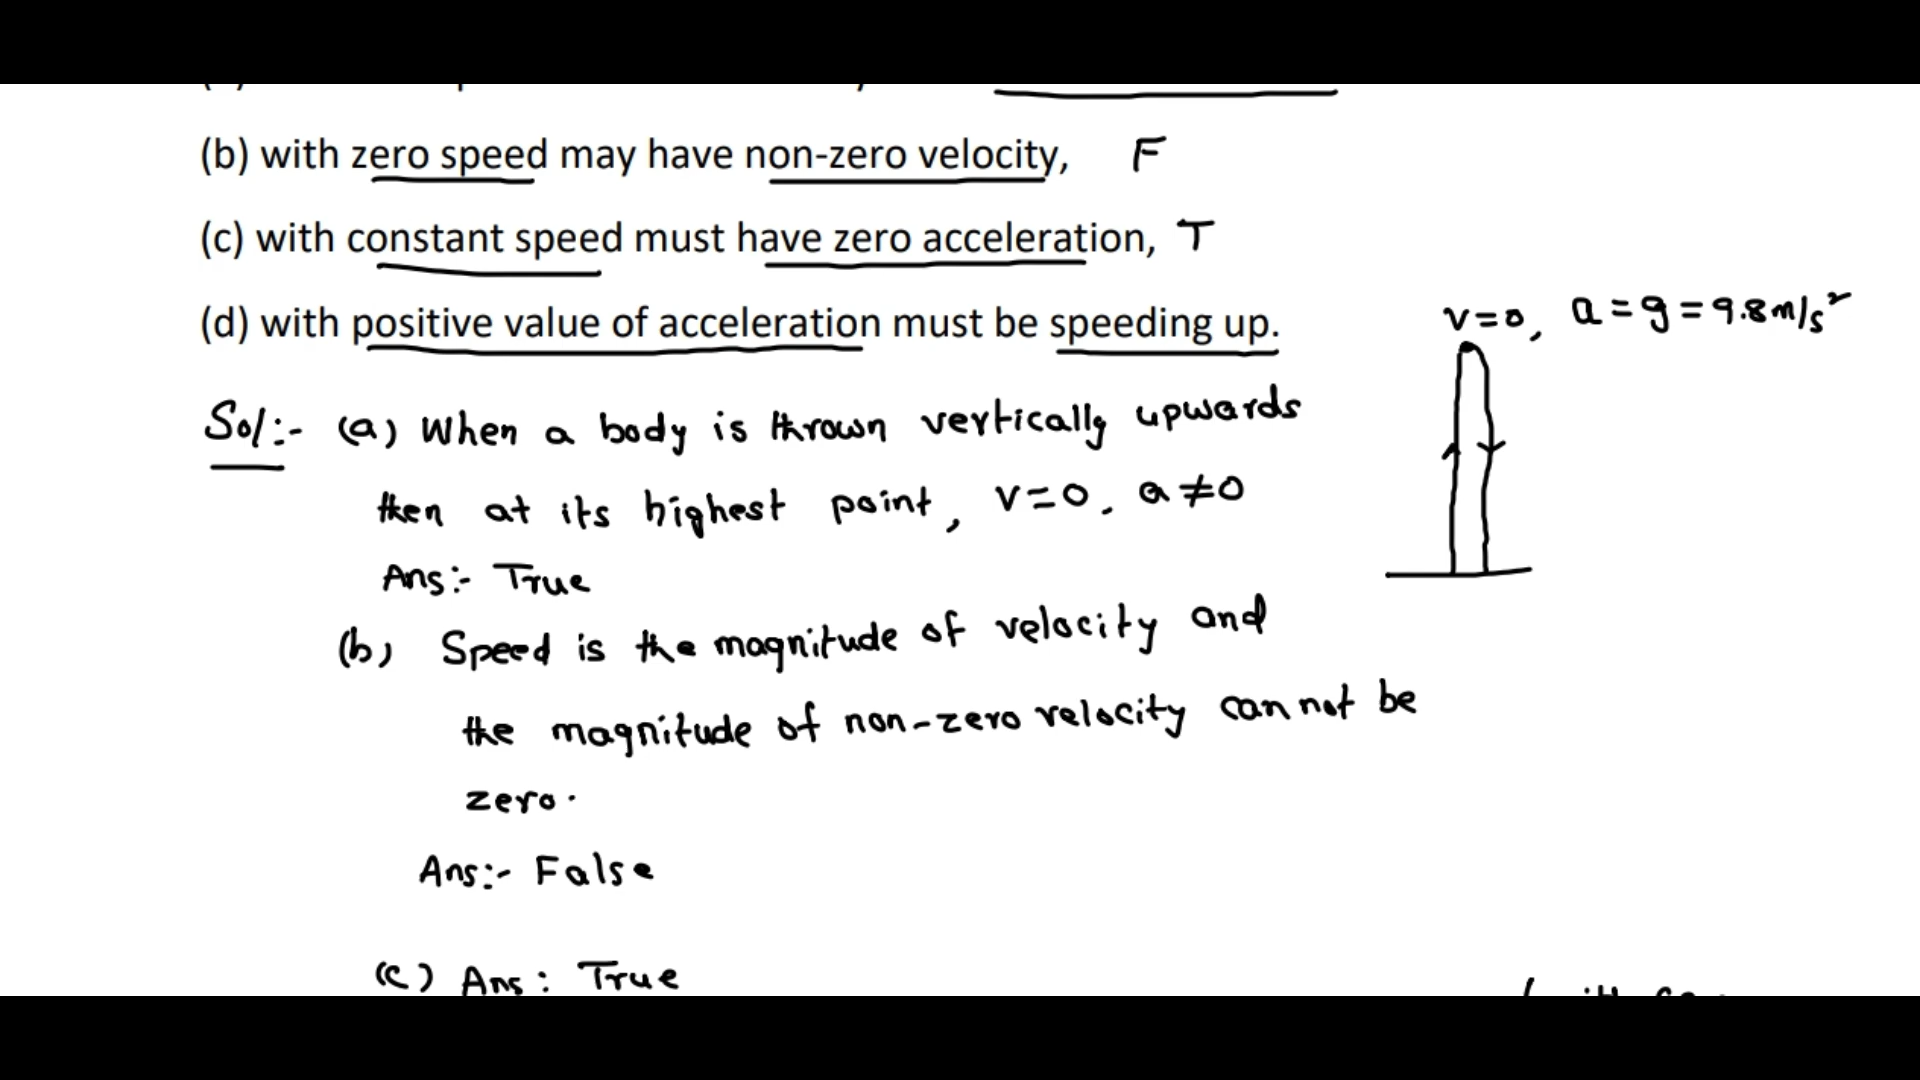 (b) with zero speed may have non-zero velocity, F
(c) with constant speed must have zero acceleration, T
(d) with positive value of acceleration must be speeding up.
v=0, a=g=9.8m/s²
Sol:- (a) When a body is thrown vertically upwards
then at its highest point, v=0, a≠0
Ans:- True
(b) Speed is the magnitude of velocity and
the magnitude of non-zero velocity cannot be
zero.
Ans:- False
(c) Ans: True